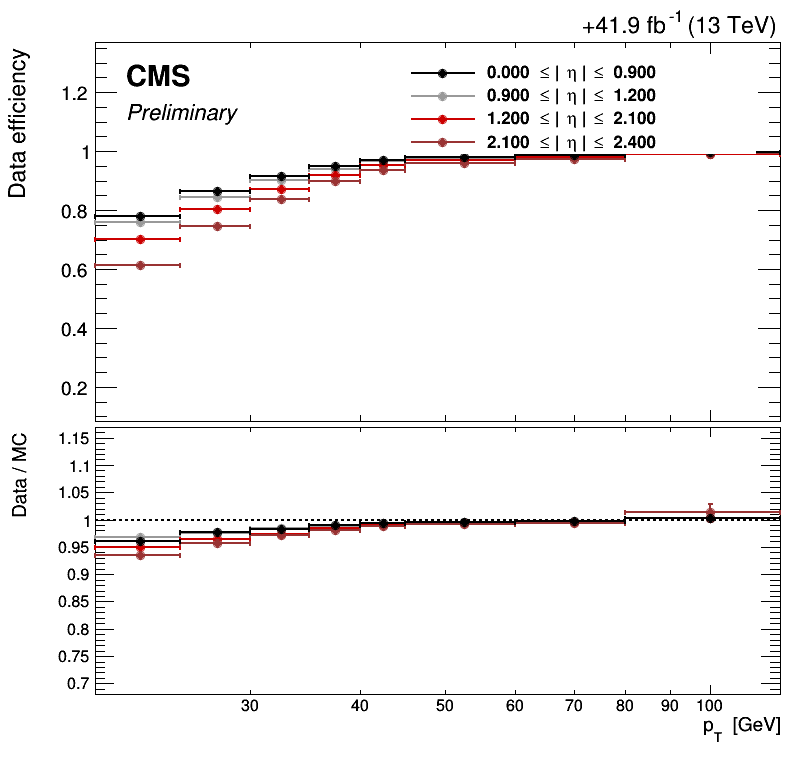 +41.9 fb⁻¹ (13 TeV)
CMS
Preliminary
0.000 ≤| η | ≤ 0.900
0.900 ≤| η | ≤ 1.200
1.200 ≤| η | ≤ 2.100
2.100 ≤| η | ≤ 2.400
Data efficiency
1.2
1
0.8
0.6
0.4
0.2
Data / MC
1.15
1.1
1.05
1
0.95
0.9
0.85
0.8
0.75
0.7
30 40 50 60 70 80 90 100
p_T [GeV]